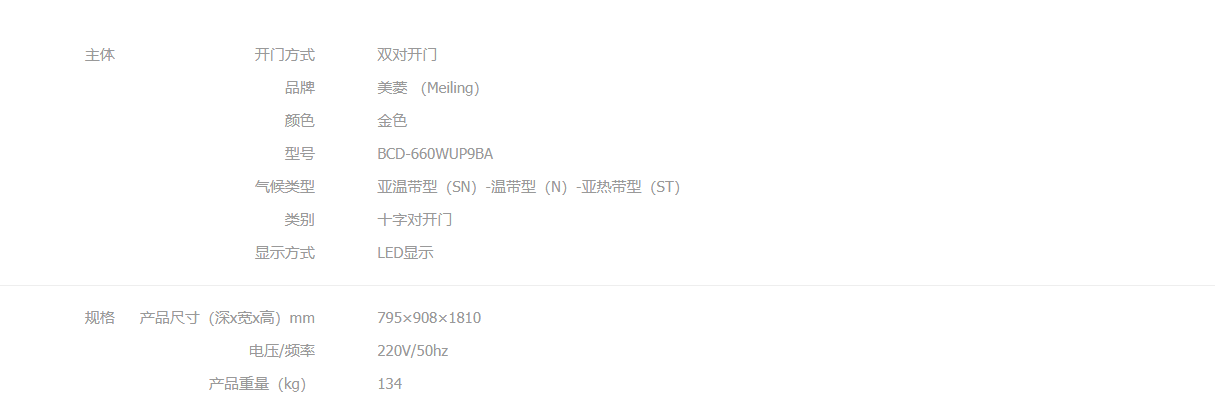 主体 开门方式 双对开门
品牌 美菱 （Meiling）
颜色 金色
型号 BCD-660WUP9BA
气候类型 亚温带型（SN）-温带型（N）-亚热带型（ST）
类别 十字对开门
显示方式 LED显示
规格 产品尺寸（深x宽x高）mm 795×908×1810
电压/频率 220V/50hz
产品重量（kg） 134